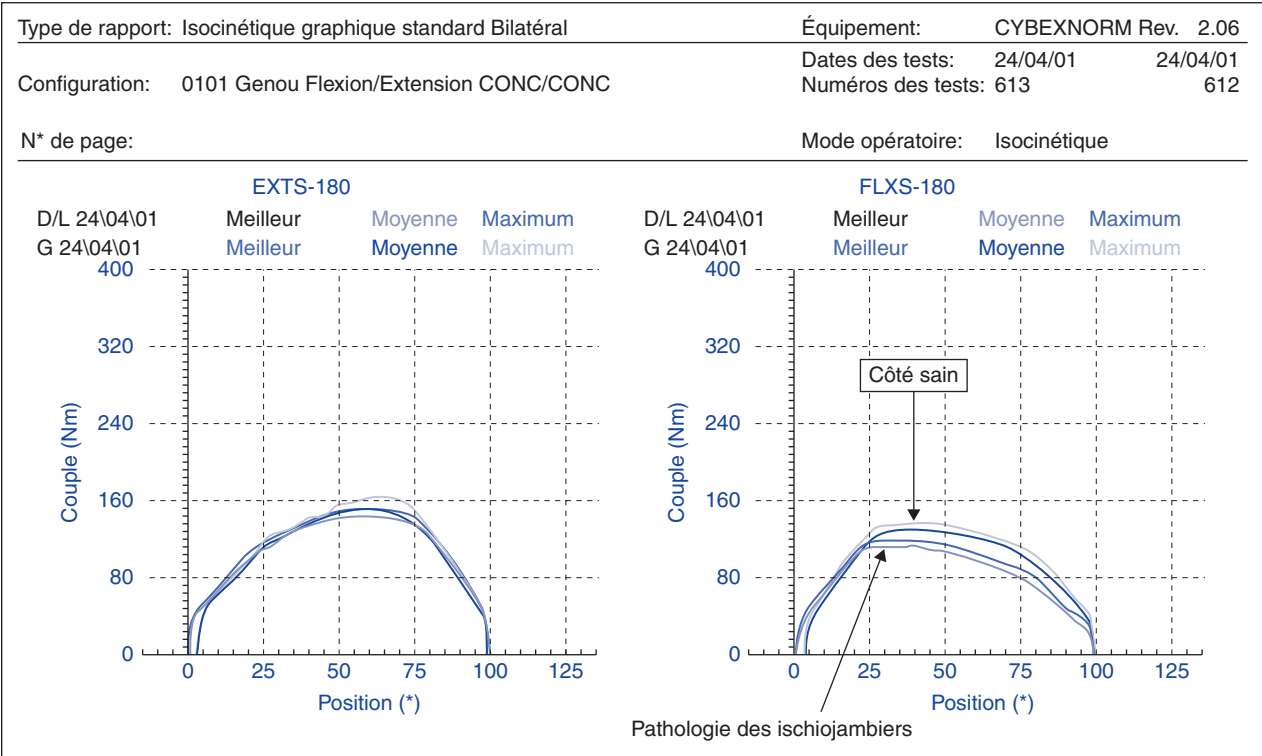 Type de rapport: Isocinétique graphique standard Bilatéral
Équipement: CYBEXNORM Rev. 2.06
Dates des tests: 24/04/01 24/04/01
Configuration: 0101 Genou Flexion/Extension CONC/CONC
Numéros des tests: 613 612
N* de page:
Mode opératoire: Isocinétique
EXTS-180
D/L 24\04\01 Meilleur Moyenne Maximum
G 24\04\01 Meilleur Moyenne Maximum
400
320
240
160
80
0
Couple (Nm)
0 25 50 75 100 125
Position (*)
FLXS-180
D/L 24\04\01 Meilleur Moyenne Maximum
G 24\04\01 Meilleur Moyenne Maximum
400
320
240
160
80
0
Couple (Nm)
Côté sain
0 25 50 75 100 125
Position (*)
Pathologie des ischiojambiers